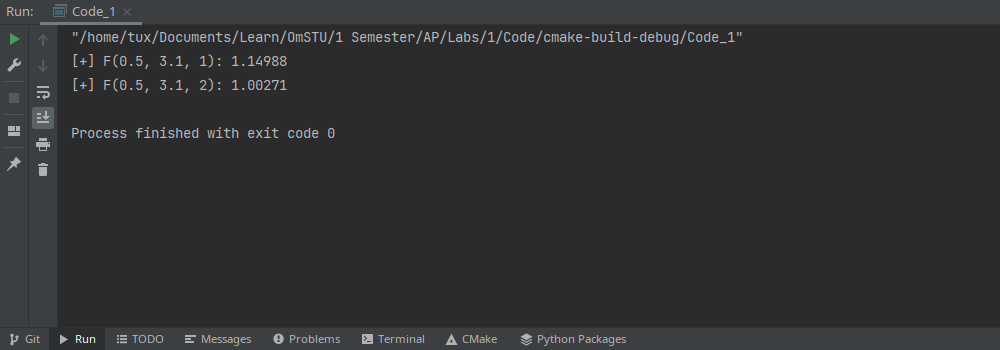 Run: Code_1
"/home/tux/Documents/Learn/OmSTU/1 Semester/AP/Labs/1/Code/cmake-build-debug/Code_1"
[+] F(0.5, 3.1, 1): 1.14988
[+] F(0.5, 3.1, 2): 1.00271
Process finished with exit code 0
Git Run TODO Messages Problems Terminal CMake Python Packages